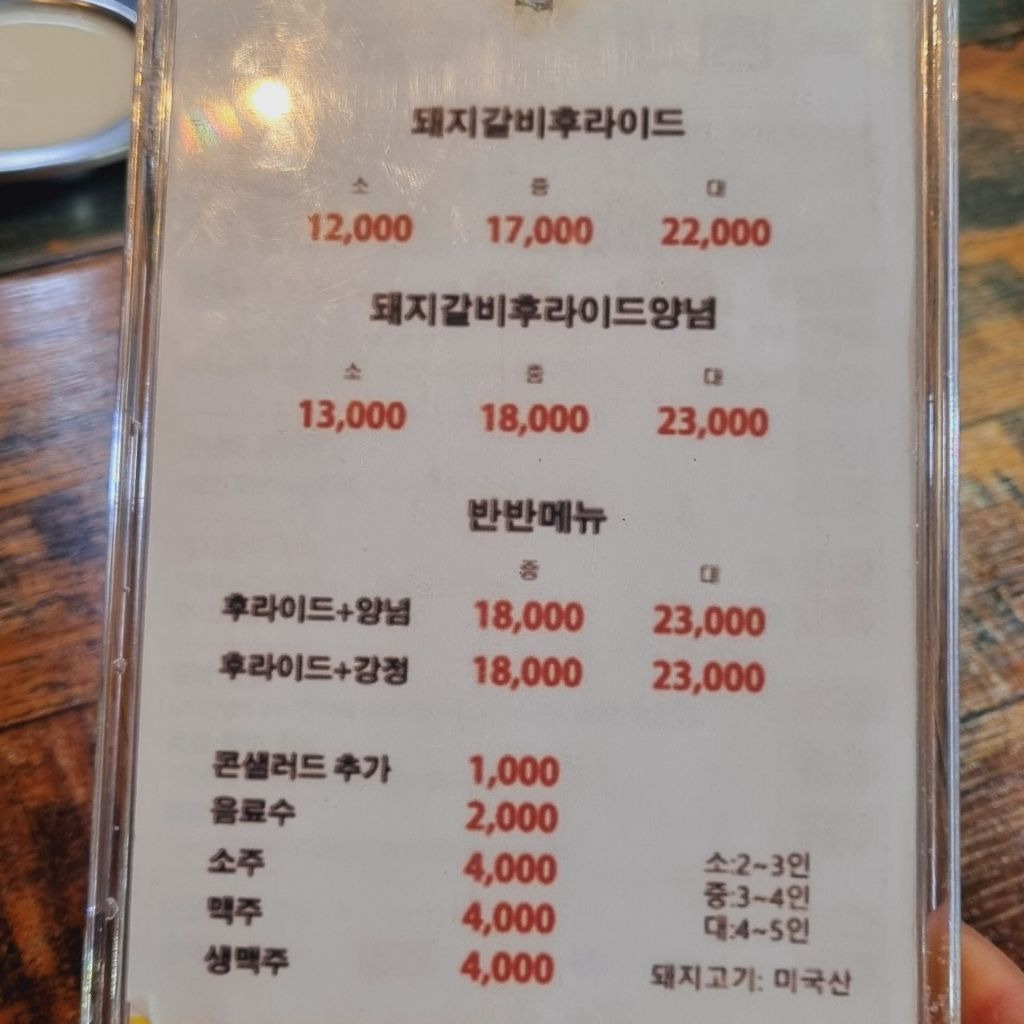 돼지갈비후라이드
소 중 대
12,000 17,000 22,000
돼지갈비후라이드양념
소 중 대
13,000 18,000 23,000
반반메뉴
중 대
후라이드+양념 18,000 23,000
후라이드+강정 18,000 23,000
콘샐러드 추가 1,000
음료수 2,000
소주 4,000 소:2~3인
맥주 4,000 중:3~4인
대:4~5인
생맥주 4,000 돼지고기: 미국산